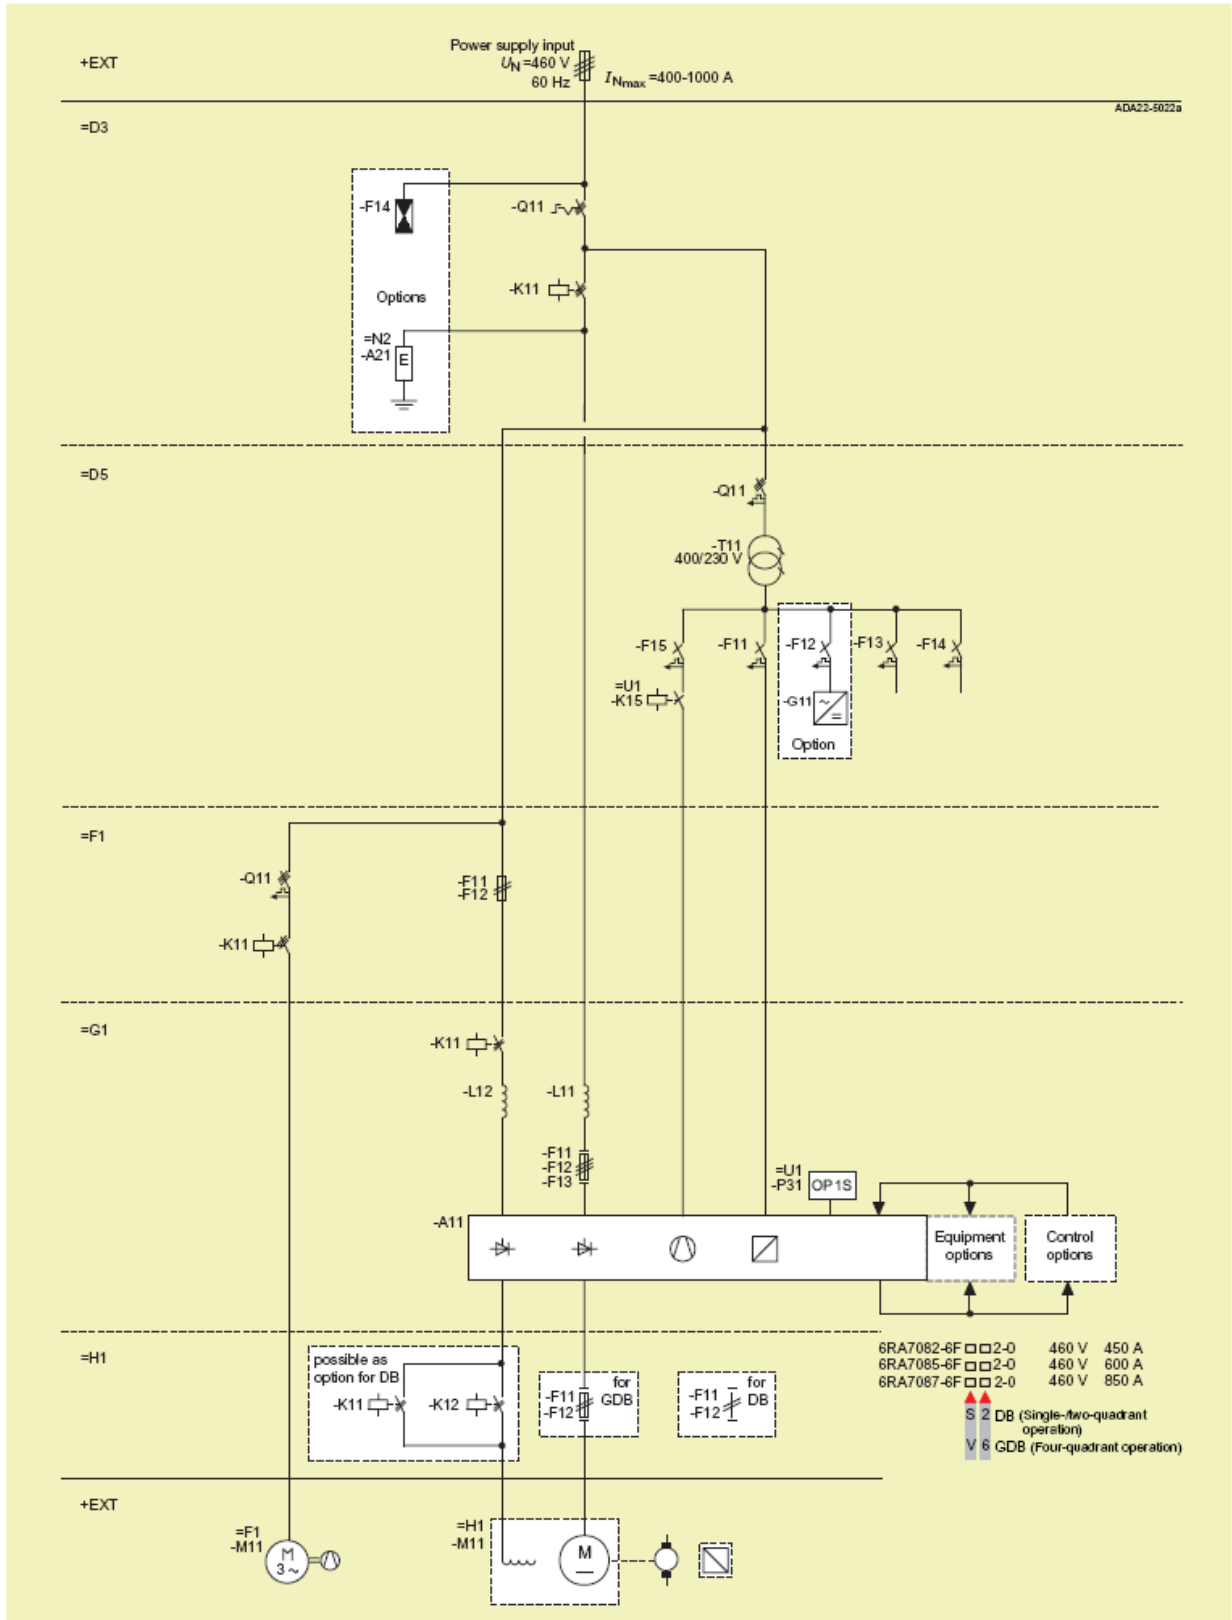 Power supply input
+EXT
U_N =460 V
60 Hz
I_Nmax =400-1000 A
ADA22-5022a
=D3
-F14
-Q11
-K11
Options
=N2
-A21
E
=D5
-Q11
-T11
400/230 V
-F15
-F11
-F12
-F13
-F14
=U1
-K15
-G11
~
=
Option
=F1
-Q11
-F11
-F12
-K11
=G1
-K11
-L12
-L11
-F11
-F12
-F13
=U1
-P31
OP1S
-A11
Equipment
options
Control
options
=H1
possible as
option for DB
-K11
-K12
for
GDB
-F11
-F12
for
DB
-F11
-F12
6RA7082-6F□□2-0 460 V 450 A
6RA7085-6F□□2-0 460 V 600 A
6RA7087-6F□□2-0 460 V 850 A
S 2 DB (Single-/two-quadrant
operation)
V 6 GDB (Four-quadrant operation)
+EXT
=F1
-M11
M
3~
=H1
-M11
M